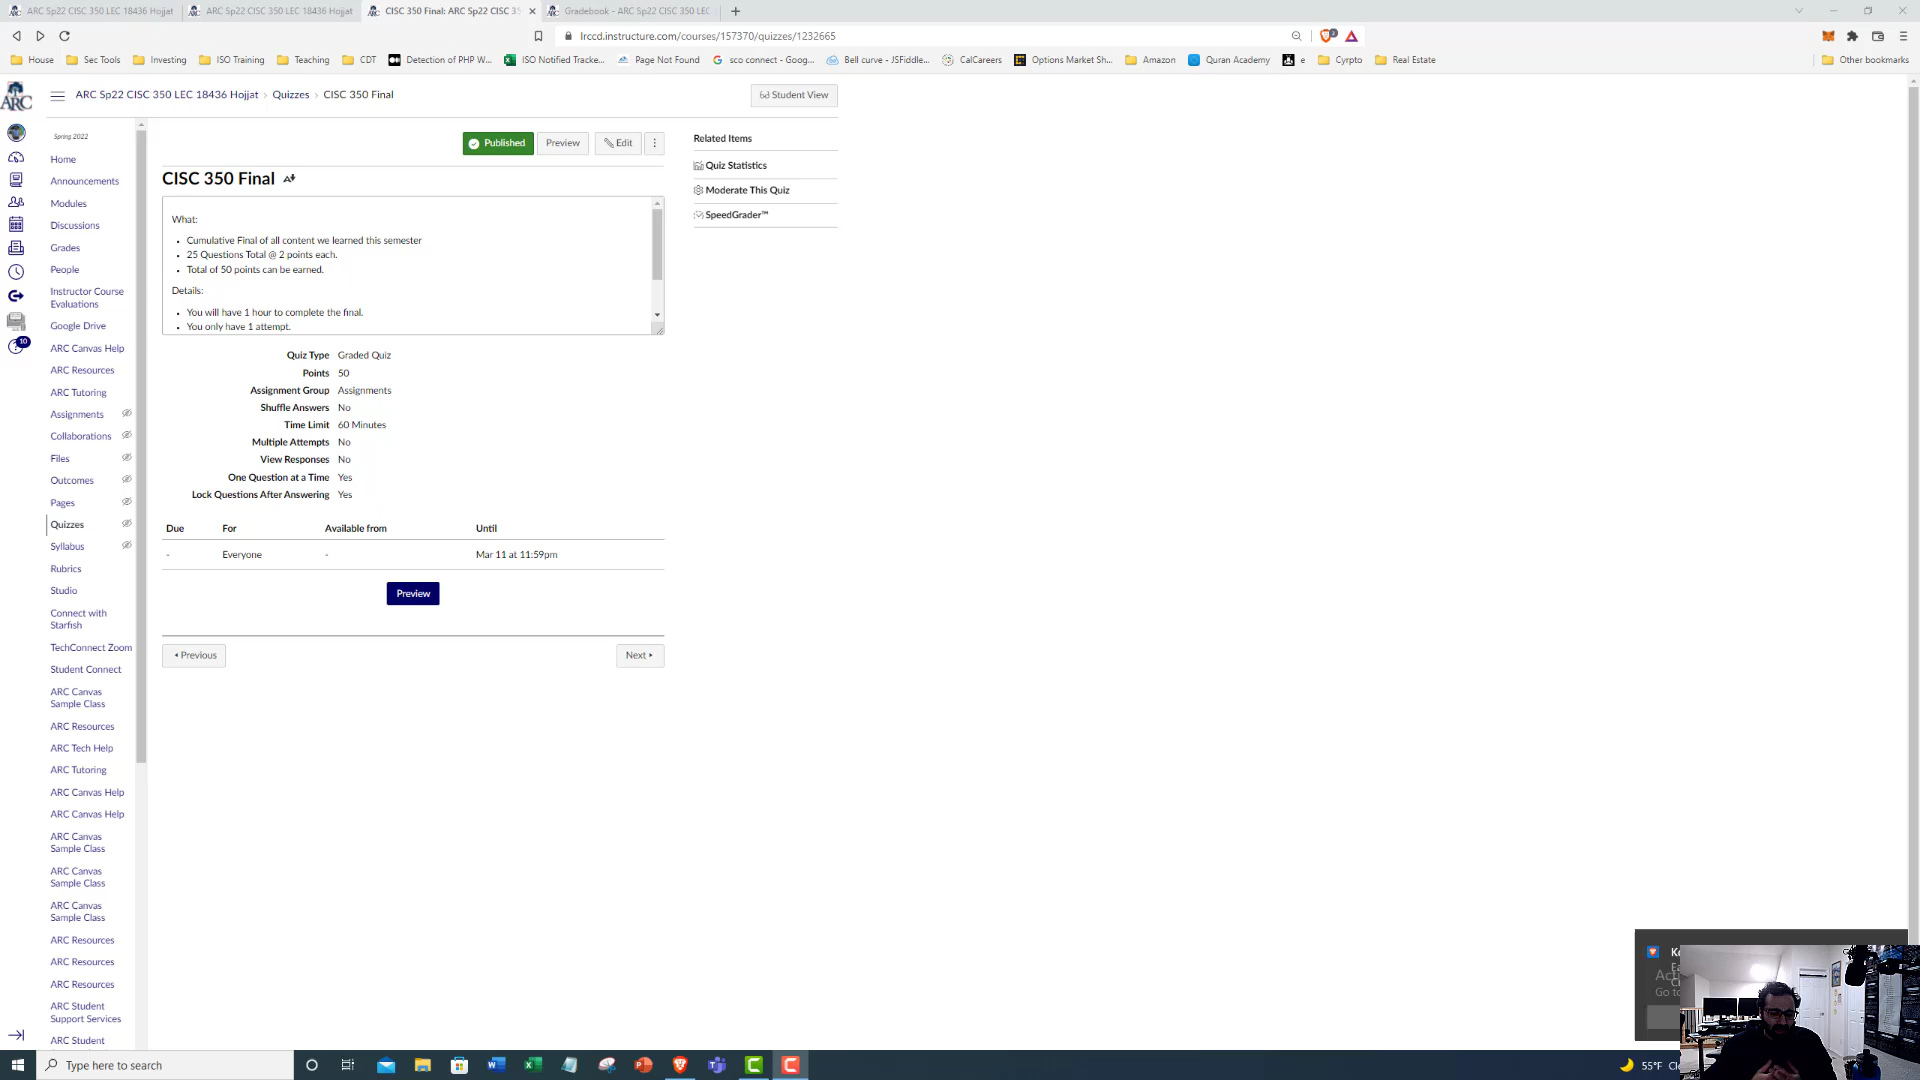 ARC Sp22 CISC 350 LEC 18436 Hojjat
ARC Sp22 CISC 350 LEC 18436 Hojjat
CISC 350 Final: ARC Sp22 CISC 35
Gradebook - ARC Sp22 CISC 350 LEC
lrccd.instructure.com/courses/157370/quizzes/1232665
House
Sec Tools
Investing
ISO Training
Teaching
CDT
Detection of PHP W...
ISO Notified Tracke...
Page Not Found
sco connect - Goog...
Bell curve - JSFiddle...
CalCareers
Options Market Sh...
Amazon
Quran Academy
e
Cyrpto
Real Estate
Other bookmarks
ARC
ARC Sp22 CISC 350 LEC 18436 Hojjat › Quizzes › CISC 350 Final
Student View
Spring 2022
Home
Announcements
Modules
Discussions
Grades
People
Instructor Course
Evaluations
Google Drive
10
ARC Canvas Help
ARC Resources
ARC Tutoring
Assignments
Collaborations
Files
Outcomes
Pages
Quizzes
Syllabus
Rubrics
Studio
Connect with
Starfish
TechConnect Zoom
Student Connect
ARC Canvas
Sample Class
ARC Resources
ARC Tech Help
ARC Tutoring
ARC Canvas Help
ARC Canvas Help
ARC Canvas
Sample Class
ARC Canvas
Sample Class
ARC Canvas
Sample Class
ARC Resources
ARC Resources
ARC Resources
ARC Student
Support Services
ARC Student
Published
Preview
Edit
CISC 350 Final
What:
Cumulative Final of all content we learned this semester
25 Questions Total @ 2 points each.
Total of 50 points can be earned.
Details:
You will have 1 hour to complete the final.
You only have 1 attempt.
Quiz Type Graded Quiz
Points 50
Assignment Group Assignments
Shuffle Answers No
Time Limit 60 Minutes
Multiple Attempts No
View Responses No
One Question at a Time Yes
Lock Questions After Answering Yes
Due For Available from Until
- Everyone - Mar 11 at 11:59pm
Preview
Previous
Next
Related Items
Quiz Statistics
Moderate This Quiz
SpeedGrader™
Go to
Type here to search
55°F